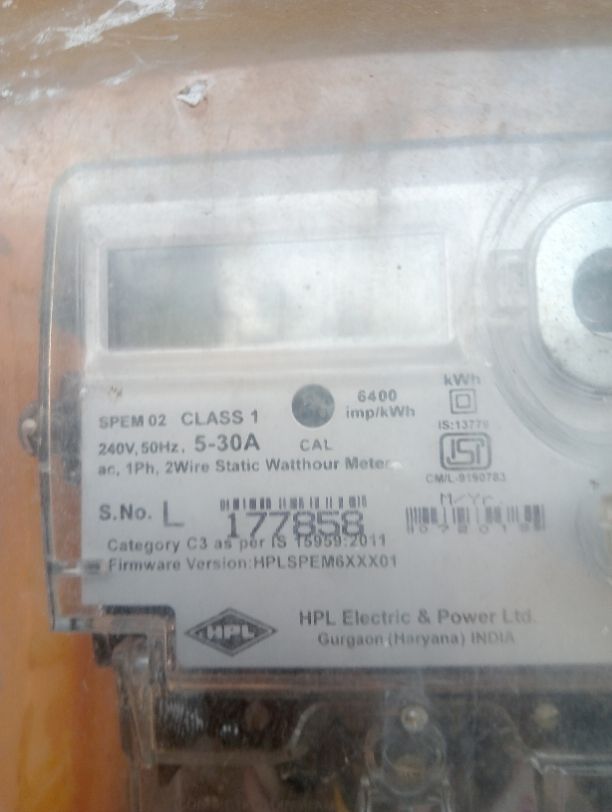 kWh
6400
imp/kWh
SPEM 02 CLASS 1
240V, 50Hz, 5-30A
CAL
IS:13779
ac, 1Ph, 2Wire Static Watthour Meter
CM/L-9190783
M/Yr.
S.No. L 177858
Category C3 as per IS 15959:2011
Firmware Version:HPLSPEM6XXX01
HPL
HPL Electric & Power Ltd.
Gurgaon (Haryana) INDIA